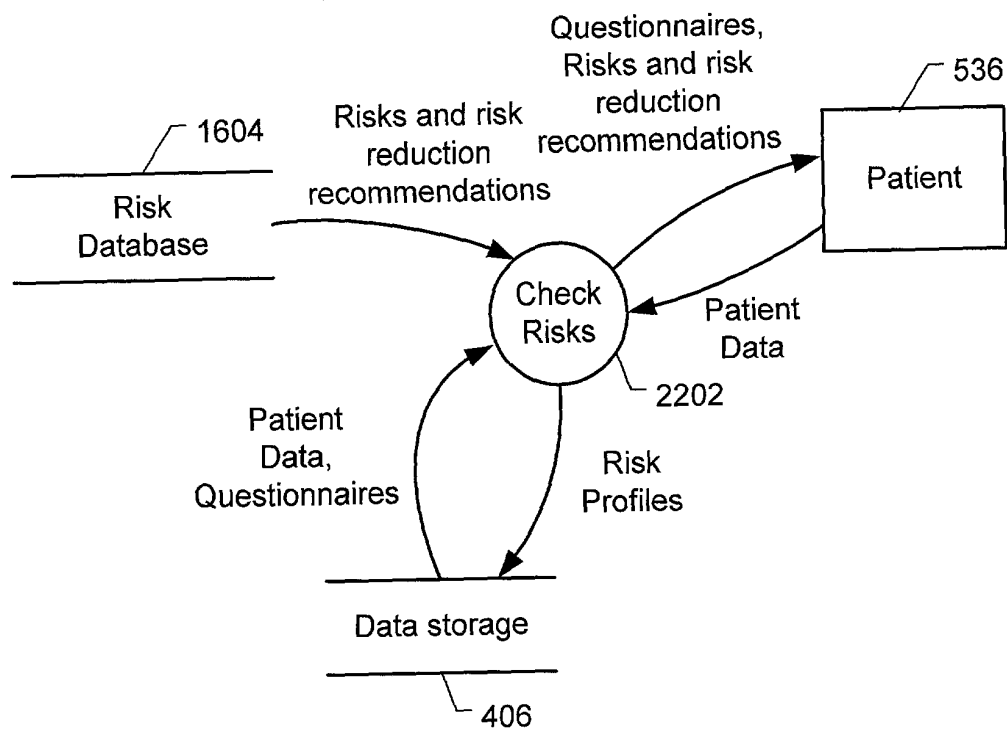 Questionnaires,
Risks and risk
reduction
recommendations
536
Patient
1604
Risks and risk
reduction
recommendations
Risk
Database
Check
Risks
Patient
Data
2202
Patient
Data,
Questionnaires
Risk
Profiles
Data storage
406